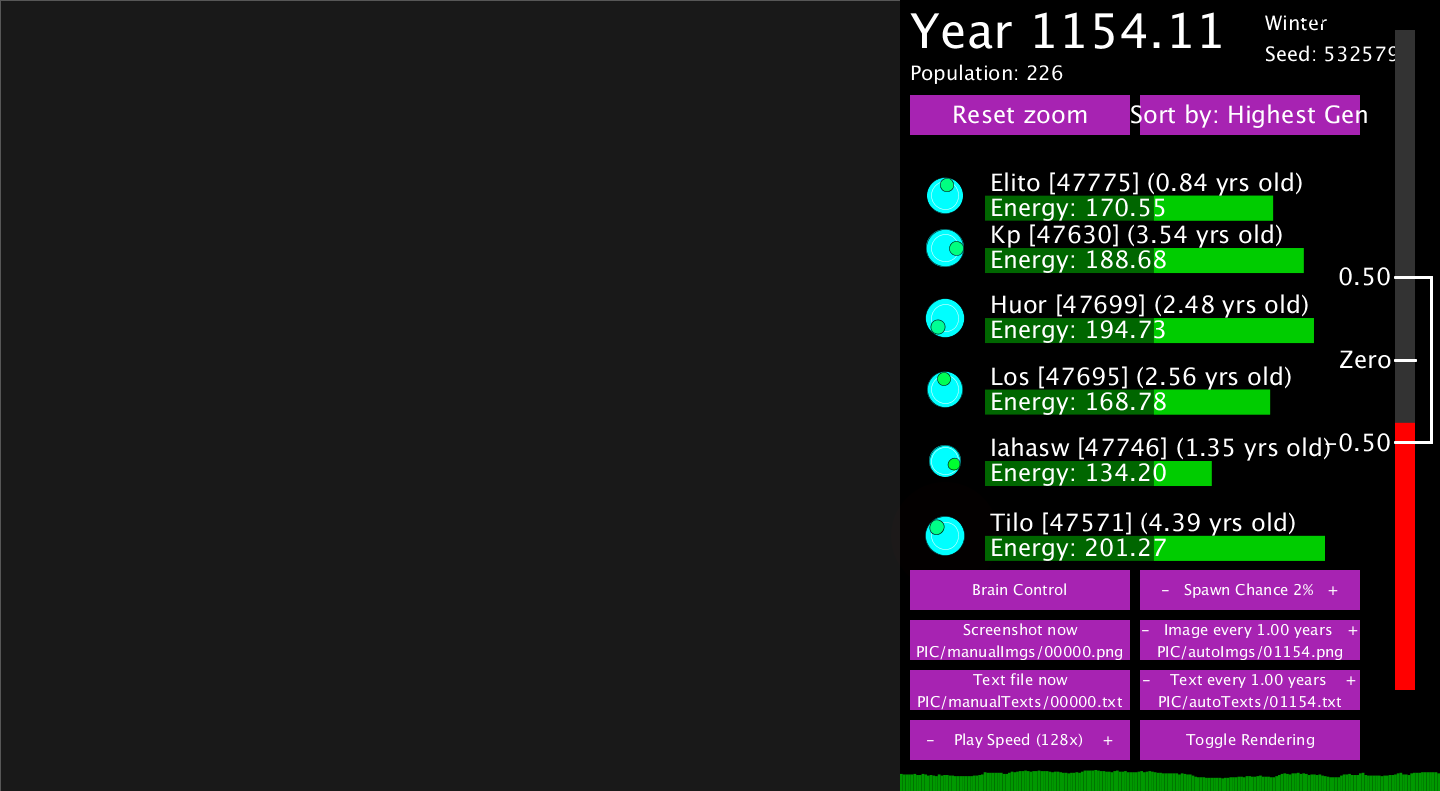 Year 1154.11
Winter
Seed: 532579
Population: 226
Reset zoom
Sort by: Highest Gen
Elito [47775] (0.84 yrs old)
Energy: 170.55
Kp [47630] (3.54 yrs old)
Energy: 188.68
Huor [47699] (2.48 yrs old)
Energy: 194.73
Los [47695] (2.56 yrs old)
Energy: 168.78
Iahasw [47746] (1.35 yrs old)
Energy: 134.20
Tilo [47571] (4.39 yrs old)
Energy: 201.27
0.50
Zero
-0.50
Brain Control
- Spawn Chance 2% +
Screenshot now
PIC/manualImgs/00000.png
- Image every 1.00 years +
PIC/autoImgs/01154.png
Text file now
PIC/manualTexts/00000.txt
- Text every 1.00 years +
PIC/autoTexts/01154.txt
- Play Speed (128x) +
Toggle Rendering